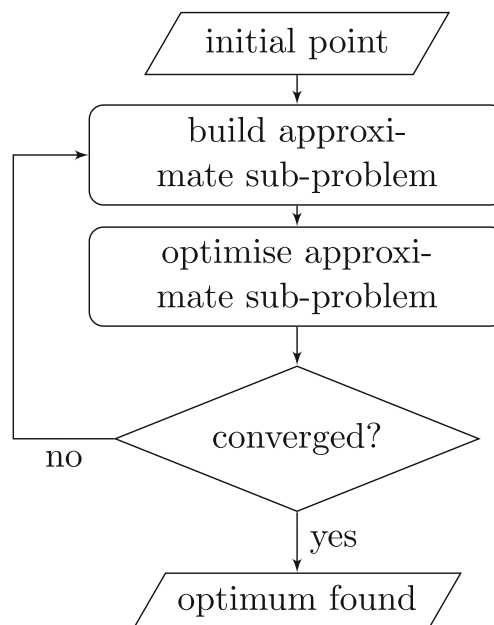 initial point
build approxi-
mate sub-problem
optimise approxi-
mate sub-problem
converged?
no
yes
optimum found